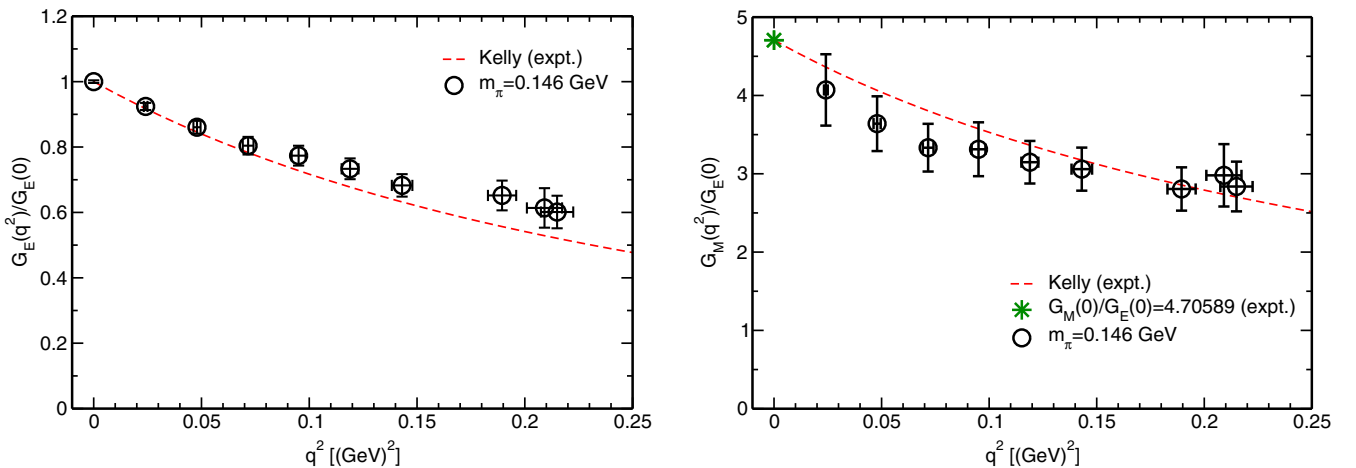 1.2
1
0.8
0.6
0.4
0.2
0
G_E(q^2)/G_E(0)
Kelly (expt.)
m_π=0.146 GeV
0
0.05
0.1
0.15
0.2
0.25
q^2 [(GeV)^2]
5
4
3
2
1
0
G_M(q^2)/G_E(0)
Kelly (expt.)
G_M(0)/G_E(0)=4.70589 (expt.)
m_π=0.146 GeV
0
0.05
0.1
0.15
0.2
0.25
q^2 [(GeV)^2]